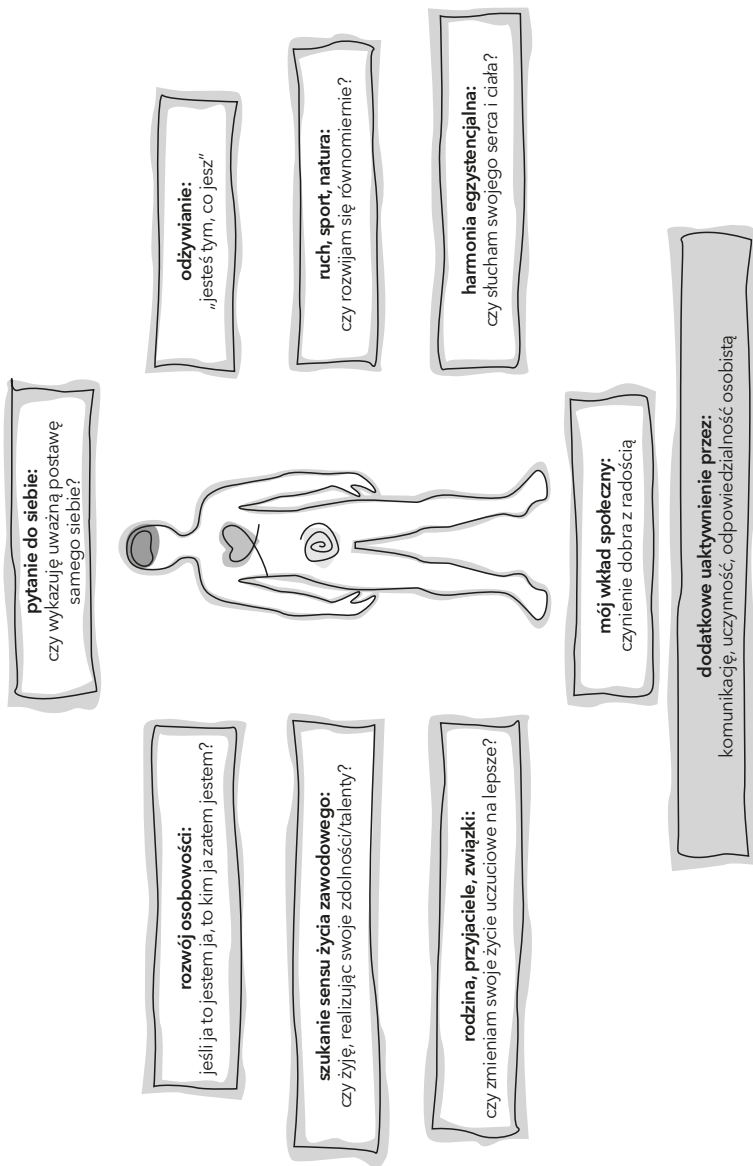 pytanie do siebie:
czy wykazuję uważną postawę
samego siebie?
rozwój osobowości:
jeśli ja to jestem ja, to kim ja zatem jestem?
odżywianie:
„jesteś tym, co jesz”
szukanie sensu życia zawodowego:
czy żyję, realizując swoje zdolności/talenty?
ruch, sport, natura:
czy rozwijam się równomiernie?
rodzina, przyjaciele, związki:
czy zmieniam swoje życie uczuciowe na lepsze?
harmonia egzystencjalna:
czy słucham swojego serca i ciała?
mój wkład społeczny:
czynienie dobra z radością
dodatkowe uaktywnienie przez:
komunikację, uczynność, odpowiedzialność osobistą